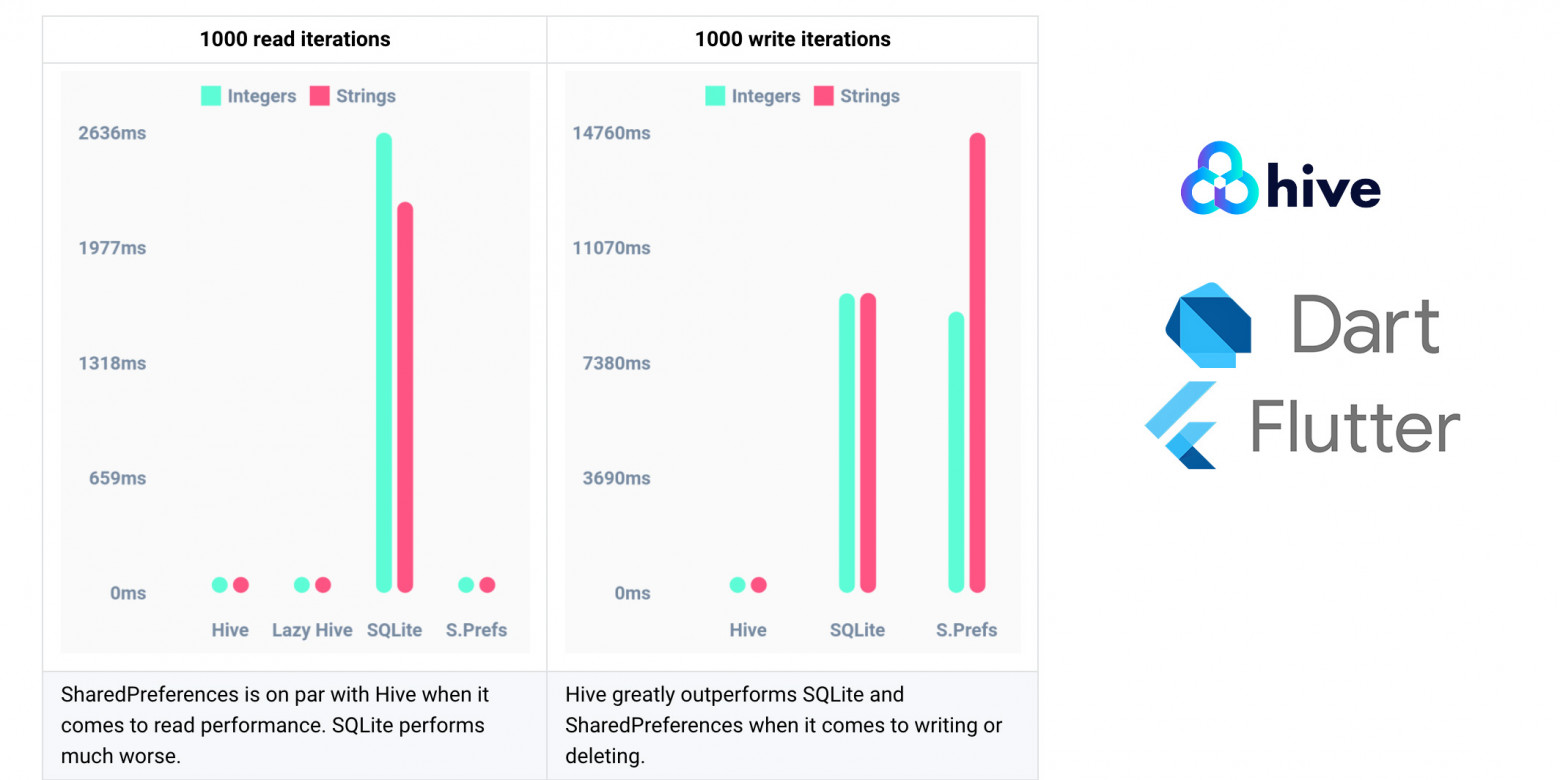 1000 read iterations
Integers Strings
2636ms
1977ms
1318ms
659ms
0ms
Hive Lazy Hive SQLite S.Prefs
SharedPreferences is on par with Hive when it
comes to read performance. SQLite performs
much worse.
1000 write iterations
Integers Strings
14760ms
11070ms
7380ms
3690ms
0ms
Hive SQLite S.Prefs
Hive greatly outperforms SQLite and
SharedPreferences when it comes to writing or
deleting.
hive
Dart
Flutter